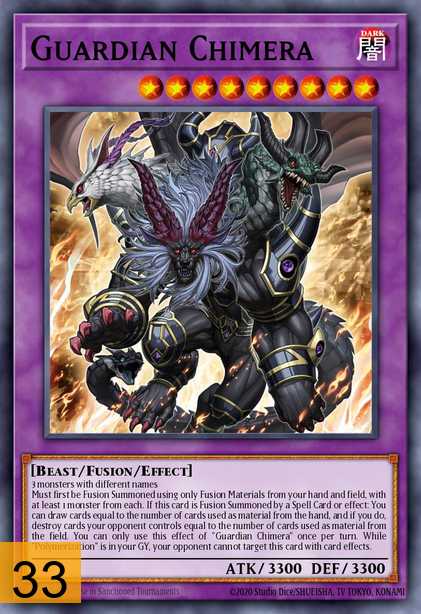 GUARDIAN CHIMERA
DARK
闇
[BEAST/FUSION/EFFECT]
3 monsters with different names
Must first be Fusion Summoned using only Fusion Materials from your hand and field, with
at least 1 monster from each. If this card is Fusion Summoned by a Spell Card or effect: You
can draw cards equal to the number of cards used as material from the hand, and if you do,
destroy cards your opponent controls equal to the number of cards used as material from
the field. You can only use this effect of "Guardian Chimera" once per turn. While
"Polymerization" is in your GY, your opponent cannot target this card with card effects.
ATK/3300 DEF/3300
33
se in Sanctioned Tournaments
©2020 Studio Dice/SHUEISHA, TV TOKYO, KONAMI